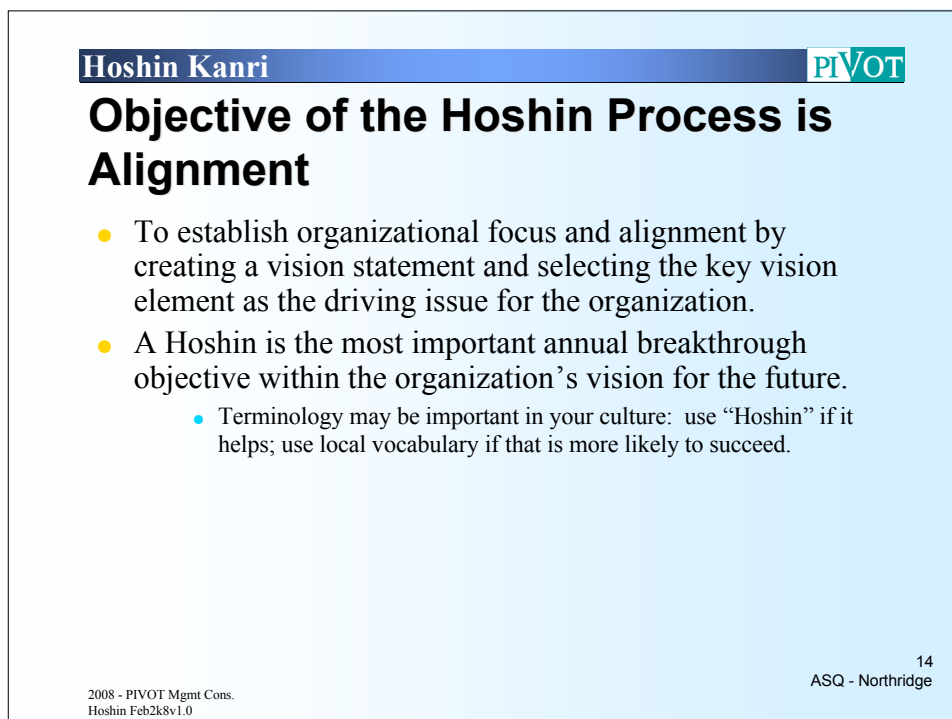 Hoshin Kanri
PIVOT
Objective of the Hoshin Process is
Alignment
To establish organizational focus and alignment by
creating a vision statement and selecting the key vision
element as the driving issue for the organization.
A Hoshin is the most important annual breakthrough
objective within the organization’s vision for the future.
Terminology may be important in your culture: use “Hoshin” if it
helps; use local vocabulary if that is more likely to succeed.
14
ASQ - Northridge
2008 - PIVOT Mgmt Cons.
Hoshin Feb2k8v1.0